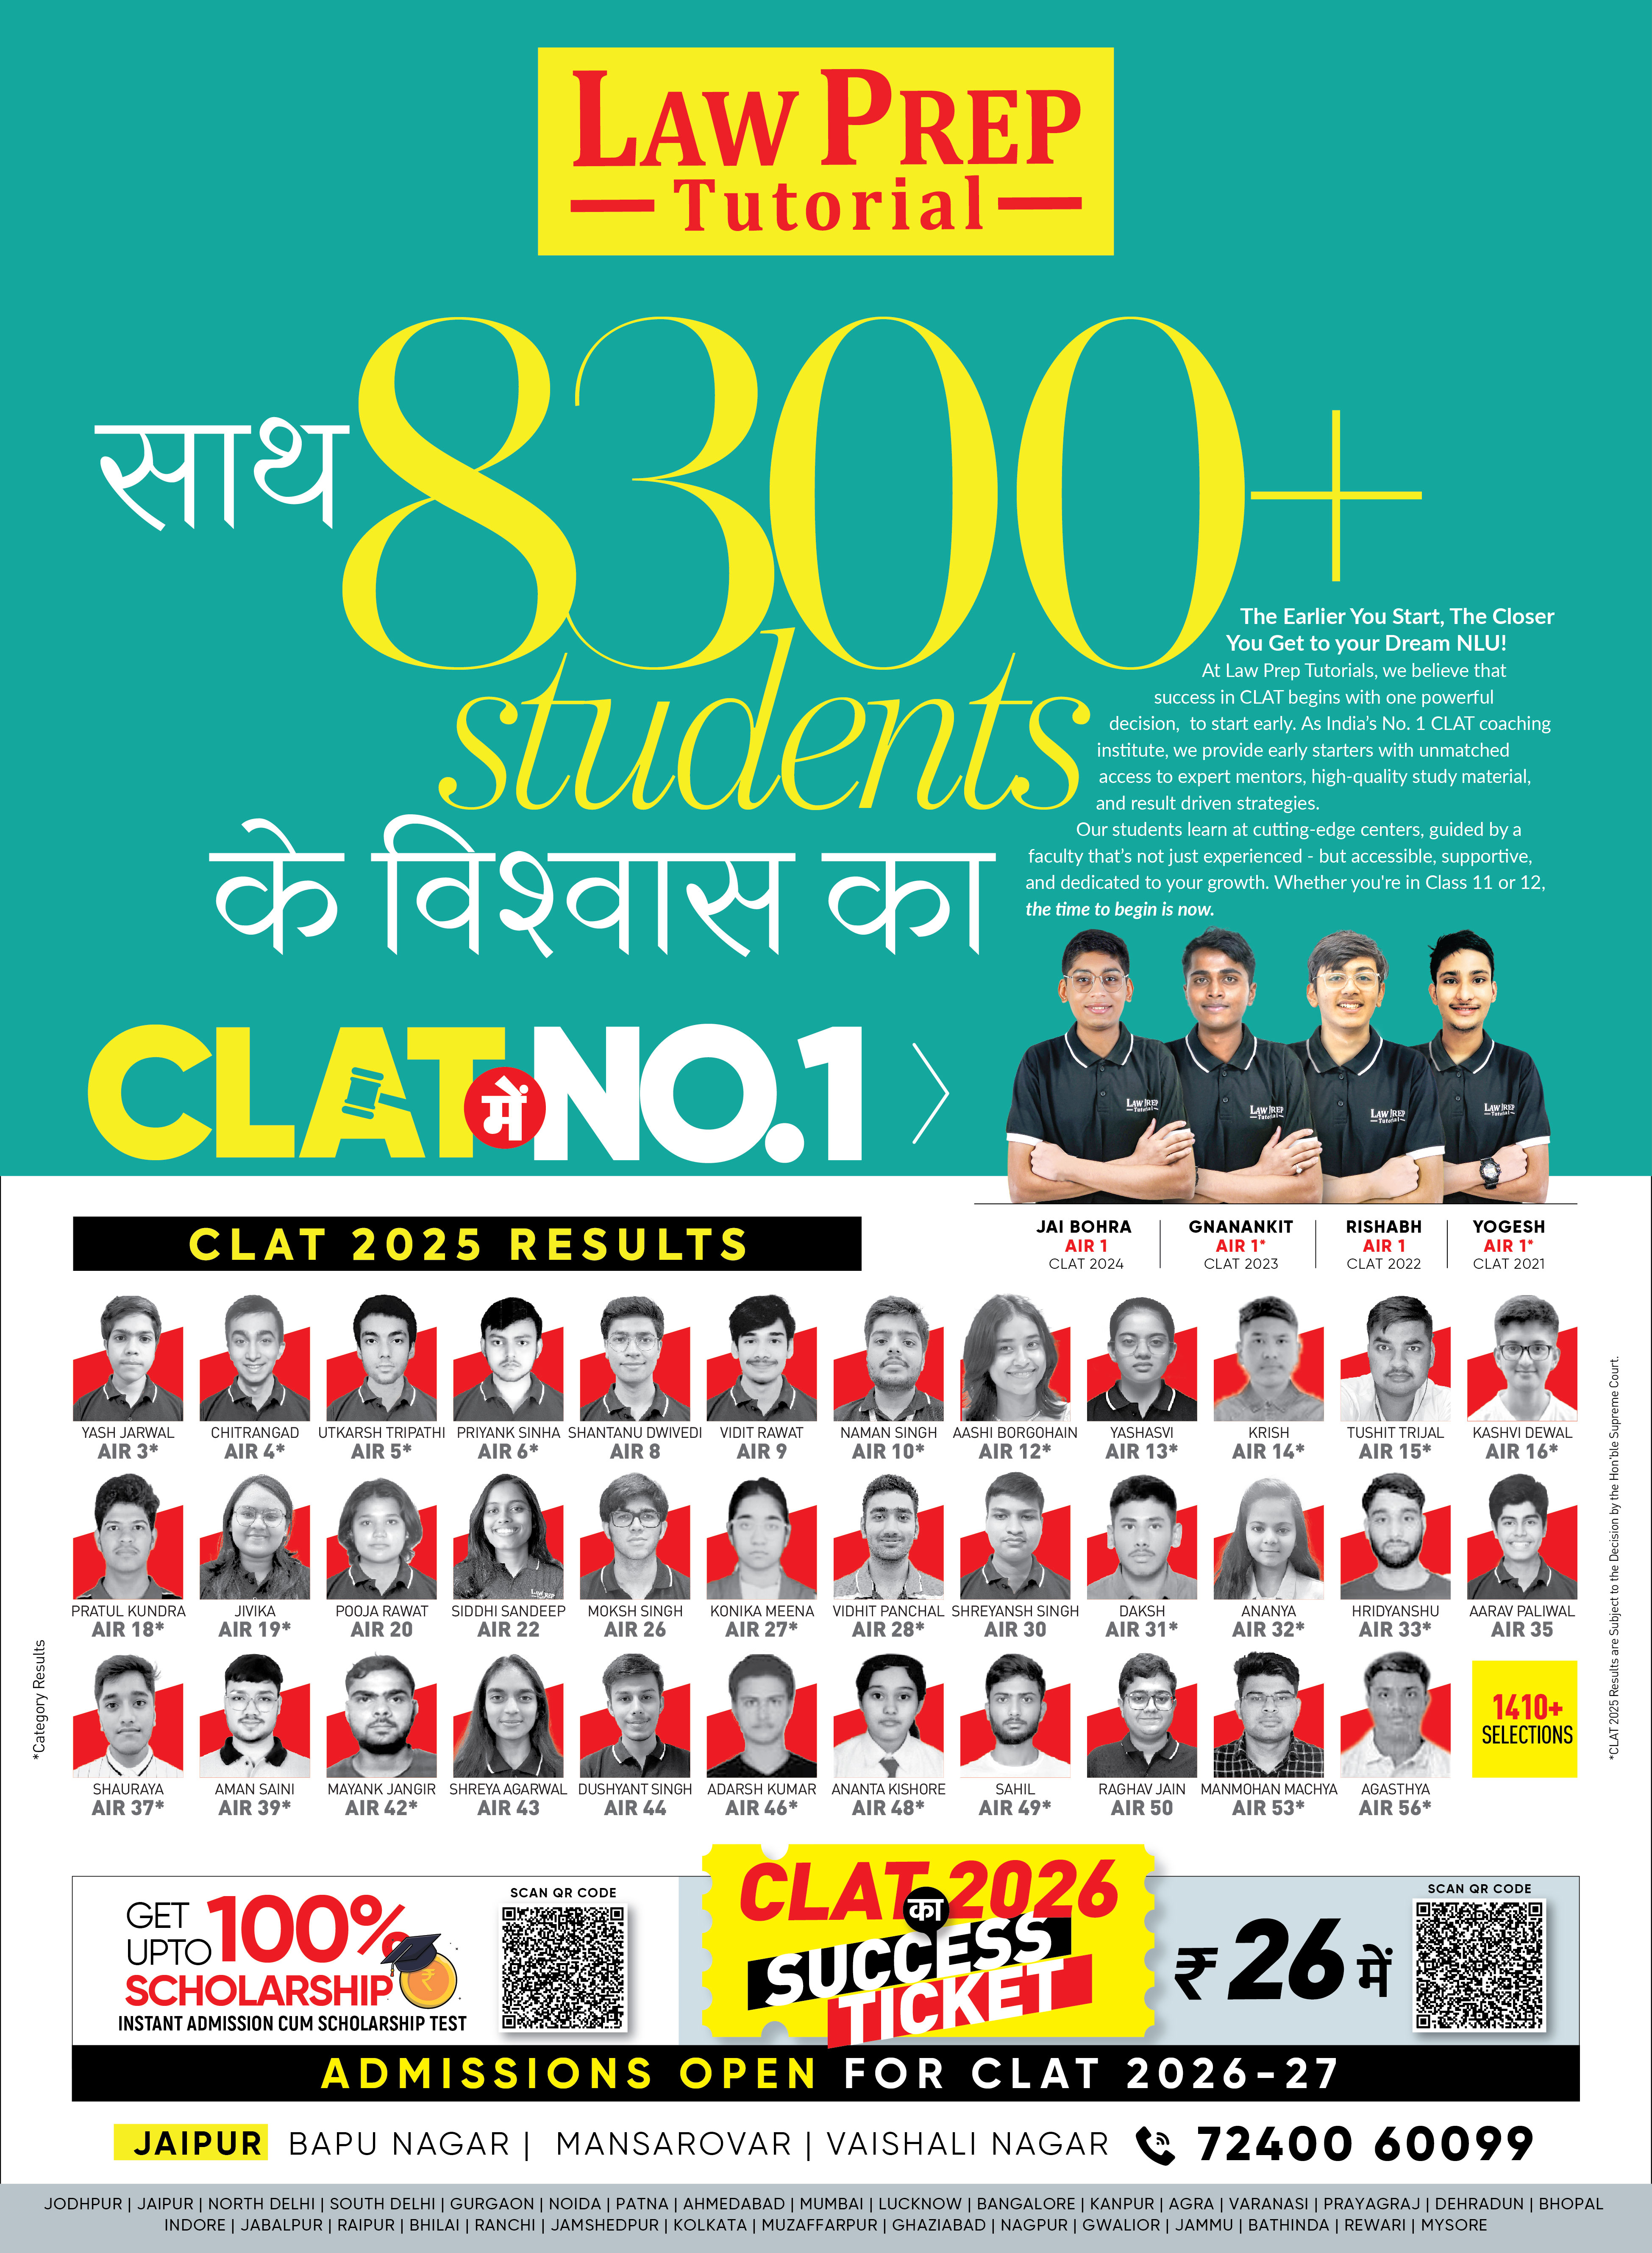 LAW PREP
Tutorial
साथ 8300+
students
के विश्वास का
CLAT में NO.1
The Earlier You Start, The Closer
You Get to your Dream NLU!
At Law Prep Tutorials, we believe that
success in CLAT begins with one powerful
decision, to start early. As India's No. 1 CLAT coaching
institute, we provide early starters with unmatched
access to expert mentors, high-quality study material,
and result driven strategies.
Our students learn at cutting-edge centers, guided by a
faculty that's not just experienced - but accessible, supportive,
and dedicated to your growth. Whether you're in Class 11 or 12,
the time to begin is now.
LAW PREP Tutorial
LAW PREP Tutorial
LAW PREP Tutorial
LAW PREP Tutorial
JAI BOHRA GNANANKIT RISHABH YOGESH
AIR 1 AIR 1* AIR 1 AIR 1*
CLAT 2024 CLAT 2023 CLAT 2022 CLAT 2021
CLAT 2025 RESULTS
YASH JARWAL CHITRANGAD UTKARSH TRIPATHI PRIYANK SINHA SHANTANU DWIVEDI VIDIT RAWAT NAMAN SINGH AASHI BORGOHAIN YASHASVI KRISH TUSHIT TRIJAL KASHVI DEWAL
AIR 3* AIR 4* AIR 5* AIR 6* AIR 8 AIR 9 AIR 10* AIR 12* AIR 13* AIR 14* AIR 15* AIR 16*
LAW PREP
PRATUL KUNDRA JIVIKA POOJA RAWAT SIDDHI SANDEEP MOKSH SINGH KONIKA MEENA VIDHIT PANCHAL SHREYANSH SINGH DAKSH ANANYA HRIDYANSHU AARAV PALIWAL
AIR 18* AIR 19* AIR 20 AIR 22 AIR 26 AIR 27* AIR 28* AIR 30 AIR 31* AIR 32* AIR 33* AIR 35
SHAURAYA AMAN SAINI MAYANK JANGIR SHREYA AGARWAL DUSHYANT SINGH ADARSH KUMAR ANANTA KISHORE SAHIL RAGHAV JAIN MANMOHAN MACHYA AGASTHYA
AIR 37* AIR 39* AIR 42* AIR 43 AIR 44 AIR 46* AIR 48* AIR 49* AIR 50 AIR 53* AIR 56*
1410+
SELECTIONS
*Category Results
*CLAT 2025 Results are Subject to the Decision by the Hon'ble Supreme Court.
GET
UPTO 100%
SCHOLARSHIP
INSTANT ADMISSION CUM SCHOLARSHIP TEST
SCAN QR CODE
CLAT का 2026
SUCCESS
TICKET
₹ 26 में
SCAN QR CODE
ADMISSIONS OPEN FOR CLAT 2026-27
JAIPUR BAPU NAGAR | MANSAROVAR | VAISHALI NAGAR 72400 60099
JODHPUR | JAIPUR | NORTH DELHI | SOUTH DELHI | GURGAON | NOIDA | PATNA | AHMEDABAD | MUMBAI | LUCKNOW | BANGALORE | KANPUR | AGRA | VARANASI | PRAYAGRAJ | DEHRADUN | BHOPAL
INDORE | JABALPUR | RAIPUR | BHILAI | RANCHI | JAMSHEDPUR | KOLKATA | MUZAFFARPUR | GHAZIABAD | NAGPUR | GWALIOR | JAMMU | BATHINDA | REWARI | MYSORE